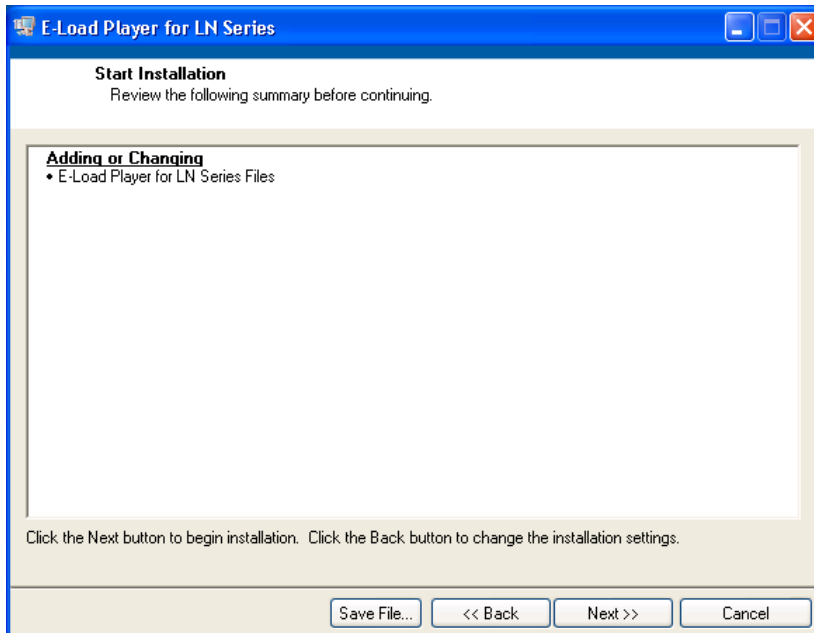 E-Load Player for LN Series
Start Installation
Review the following summary before continuing.
Adding or Changing
• E-Load Player for LN Series Files
Click the Next button to begin installation.  Click the Back button to change the installation settings.
Save File...
<< Back
Next >>
Cancel